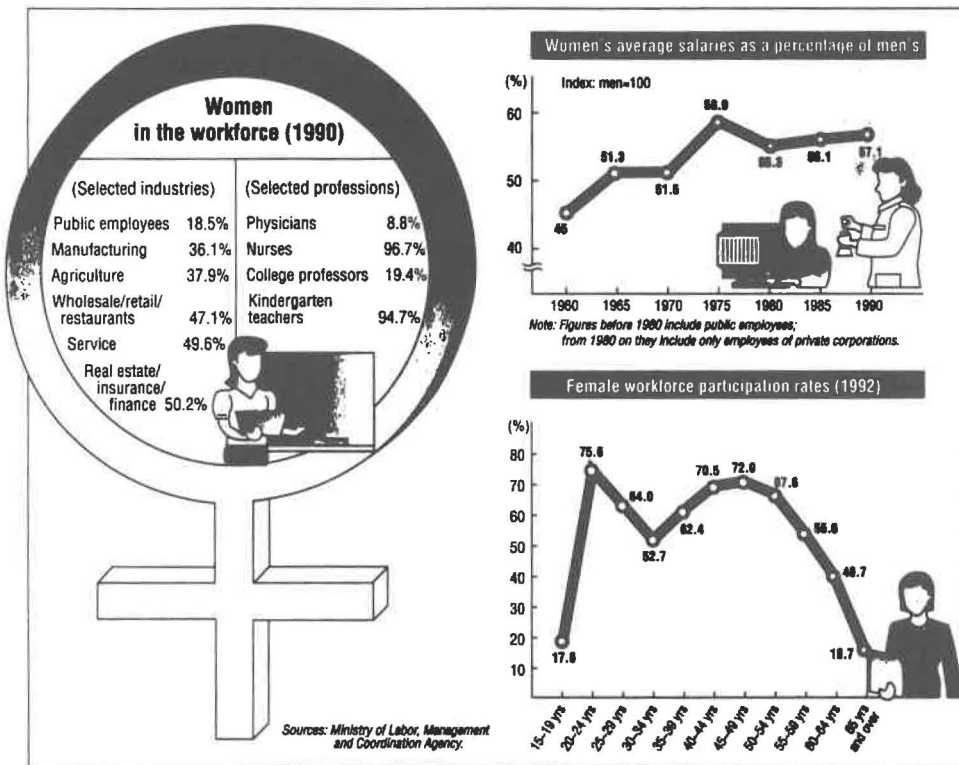 Women
in the workforce (1990)
(Selected industries)
Public employees 18.5%
Manufacturing 36.1%
Agriculture 37.9%
Wholesale/retail/
restaurants 47.1%
Service 49.6%
Real estate/
insurance/
finance 50.2%
(Selected professions)
Physicians 8.8%
Nurses 96.7%
College professors 19.4%
Kindergarten
teachers 94.7%
Sources: Ministry of Labor, Management
and Coordination Agency.
Women's average salaries as a percentage of men's
(%)
Index: men=100
60
50
40
45
51.3
51.5
58.9
55.3
56.1
57.1
1960 1965 1970 1975 1980 1985 1990
Note: Figures before 1980 include public employees;
from 1980 on they include only employees of private corporations.
Female workforce participation rates (1992)
(%)
80
70
60
50
40
30
20
10
75.6
64.0
52.7
62.4
70.5
72.0
67.6
55.6
40.7
17.6
15–19 yrs
20–24 yrs
25–29 yrs
30–34 yrs
35–39 yrs
40–44 yrs
45–49 yrs
50–54 yrs
55–59 yrs
60–64 yrs
65 yrs
and over